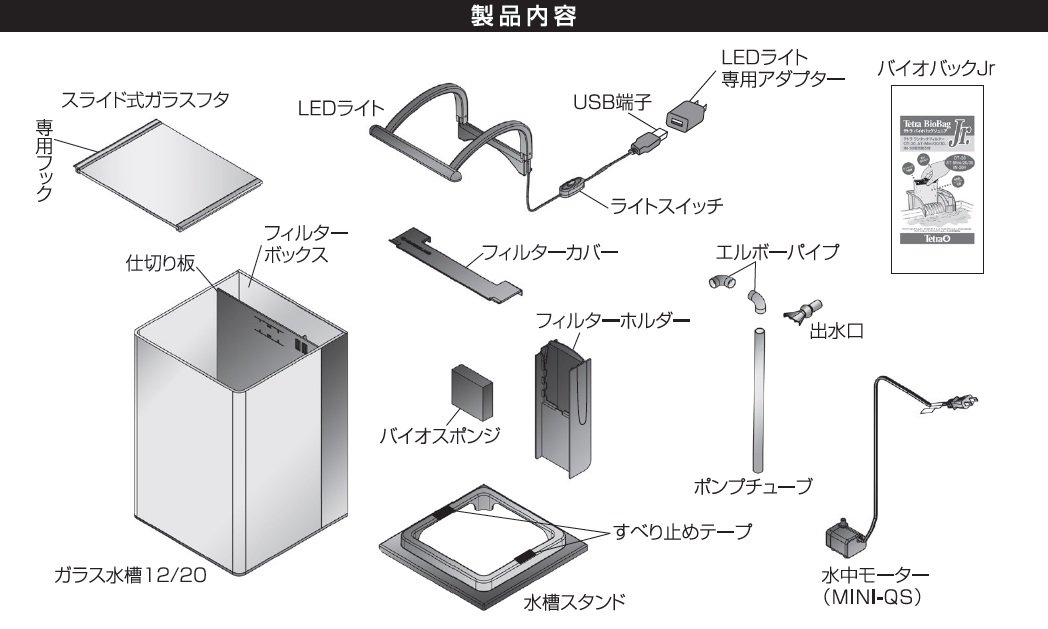 製品内容
スライド式ガラスフタ
専用フック
LEDライト
USB端子
LEDライト
専用アダプター
ライトスイッチ
バイオバックJr
Tetra BioBag
Jr.
Tetra
仕切り板
フィルター
ボックス
フィルターカバー
エルボーパイプ
出水口
フィルターホルダー
バイオスポンジ
ポンプチューブ
すべり止めテープ
ガラス水槽12/20
水槽スタンド
水中モーター
（MINI-QS）